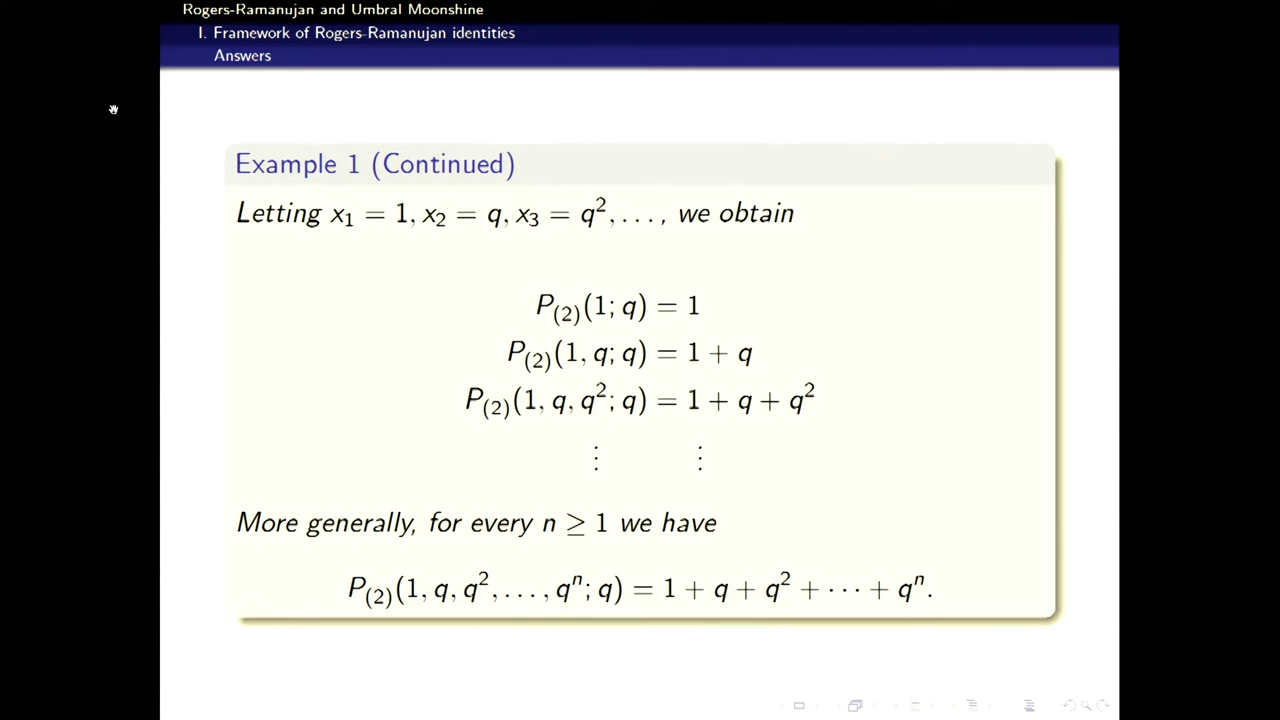 Rogers-Ramanujan and Umbral Moonshine
I. Framework of Rogers-Ramanujan identities
Answers
Example 1 (Continued)
Letting x₁ = 1, x₂ = q, x₃ = q², . . . , we obtain
P₍₂₎(1; q) = 1
P₍₂₎(1, q; q) = 1 + q
P₍₂₎(1, q, q²; q) = 1 + q + q²
⋮ ⋮
More generally, for every n ≥ 1 we have
P₍₂₎(1, q, q², . . . , qⁿ; q) = 1 + q + q² + · · · + qⁿ.